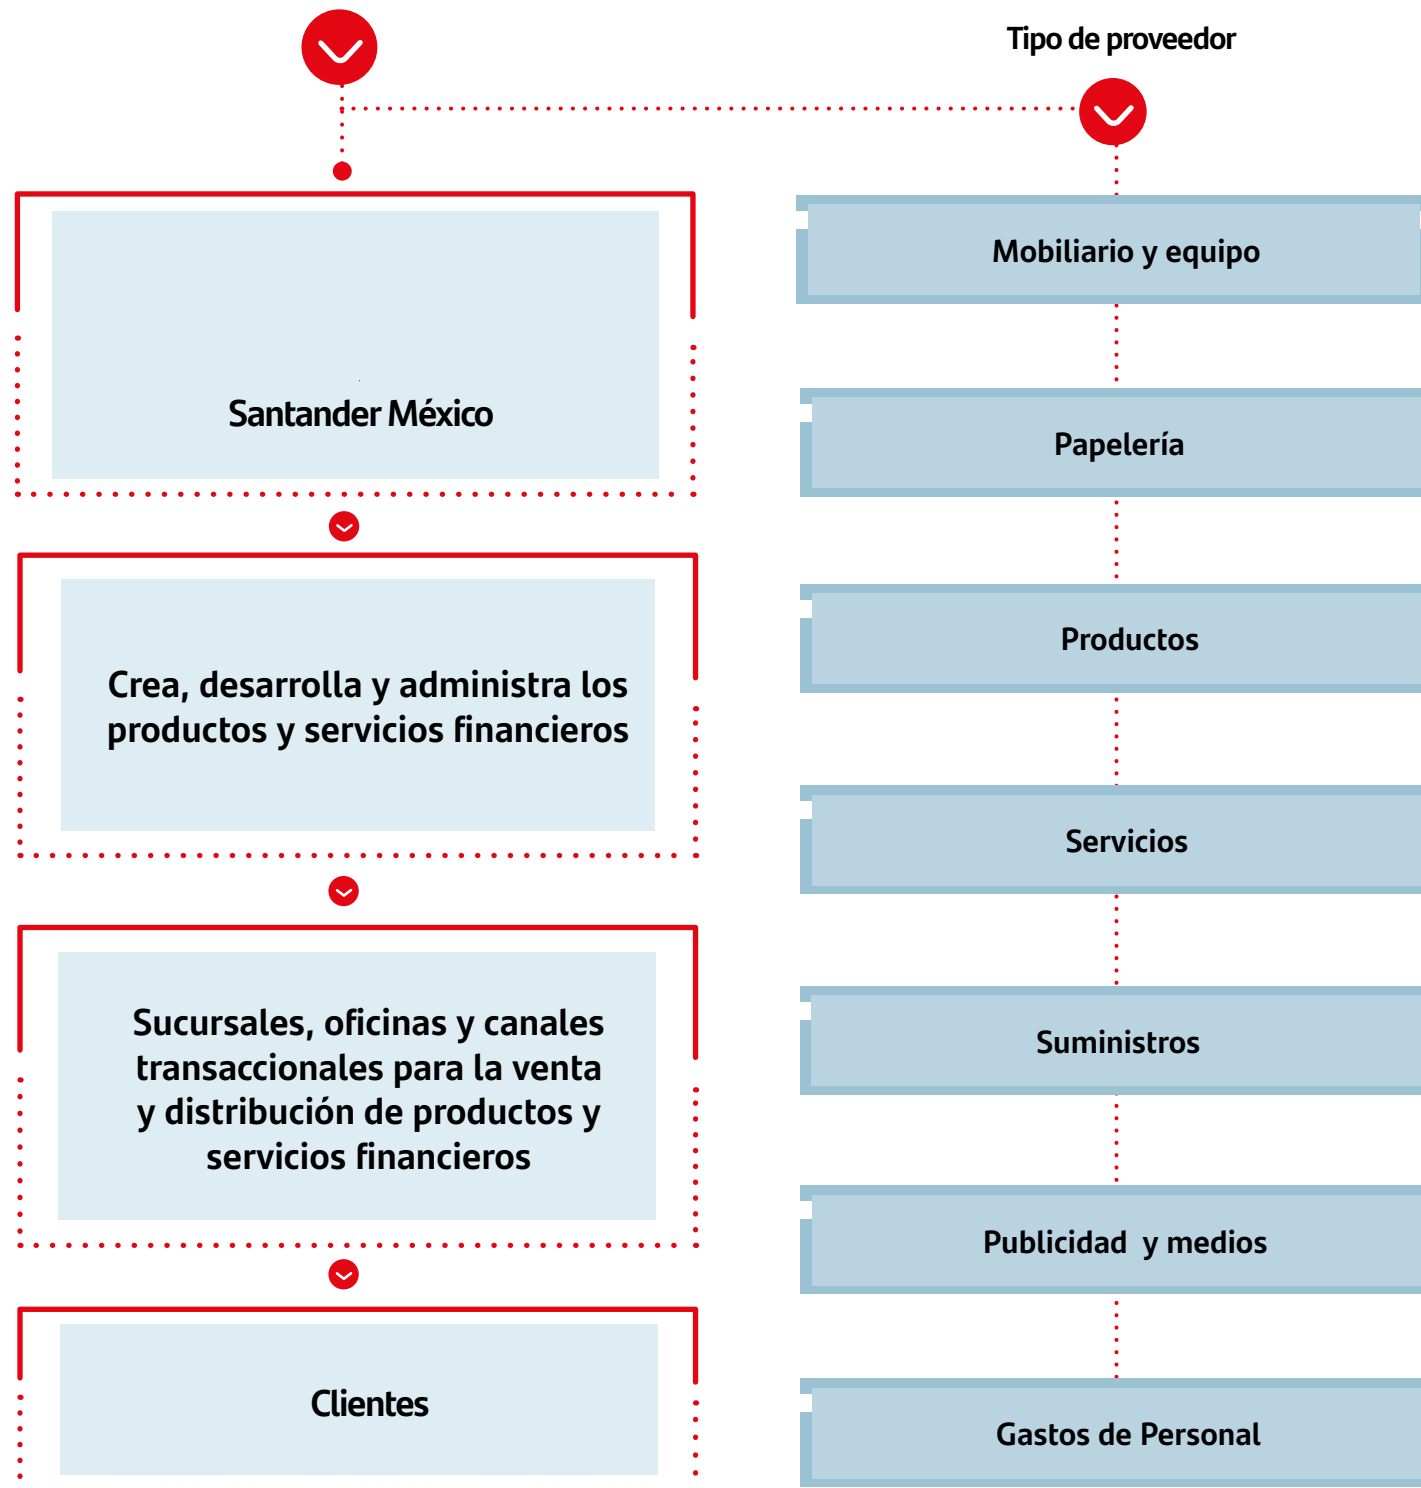 Tipo de proveedor
Santander México
Crea, desarrolla y administra los
productos y servicios financieros
Sucursales, oficinas y canales
transaccionales para la venta
y distribución de productos y
servicios financieros
Clientes
Mobiliario y equipo
Papelería
Productos
Servicios
Suministros
Publicidad y medios
Gastos de Personal